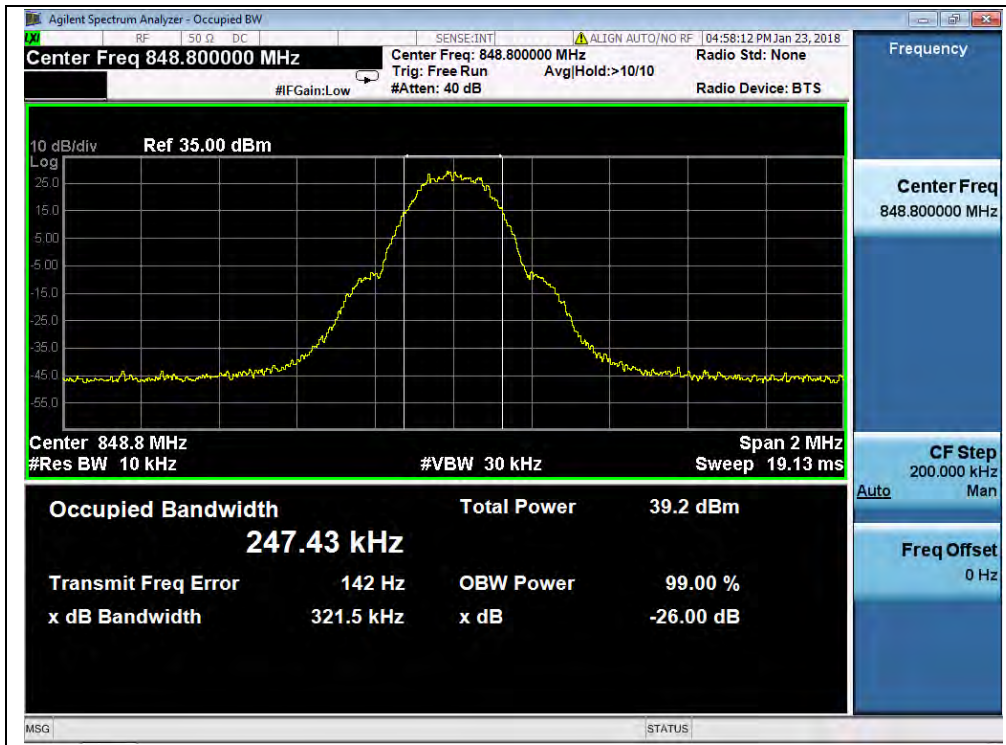 Agilent Spectrum Analyzer - Occupied BW
LXI RF 50 Ω DC SENSE:INT ALIGN AUTO/NO RF 04:58:12 PM Jan 23, 2018
Center Freq 848.800000 MHz
Center Freq: 848.800000 MHz Radio Std: None
Trig: Free Run Avg|Hold:>10/10
#IFGain:Low #Atten: 40 dB Radio Device: BTS
10 dB/div Ref 35.00 dBm
Log
25.0
15.0
5.00
-5.00
-15.0
-25.0
-35.0
-45.0
-55.0
Center 848.8 MHz Span 2 MHz
#Res BW 10 kHz #VBW 30 kHz Sweep 19.13 ms
Occupied Bandwidth Total Power 39.2 dBm
247.43 kHz
Transmit Freq Error 142 Hz OBW Power 99.00 %
x dB Bandwidth 321.5 kHz x dB -26.00 dB
MSG STATUS
Frequency
Center Freq
848.800000 MHz
CF Step
200.000 kHz
Auto Man
Freq Offset
0 Hz